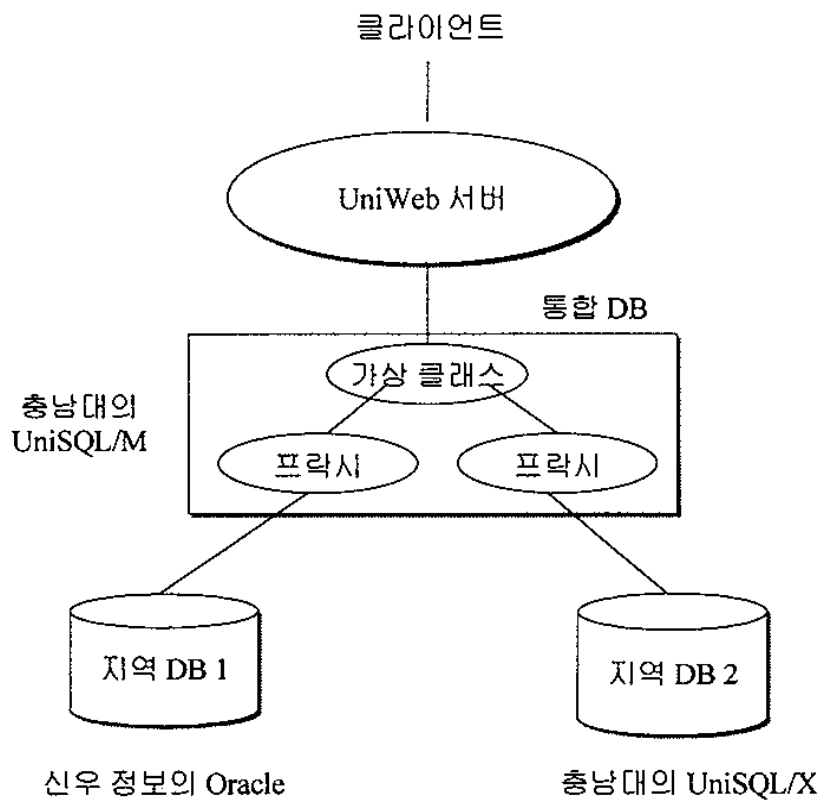 클라이언트
UniWeb 서버
통합 DB
가상 클래스
충남대의
UniSQL/M
프락시
프락시
지역 DB 1
지역 DB 2
신우 정보의 Oracle
충남대의 UniSQL/X